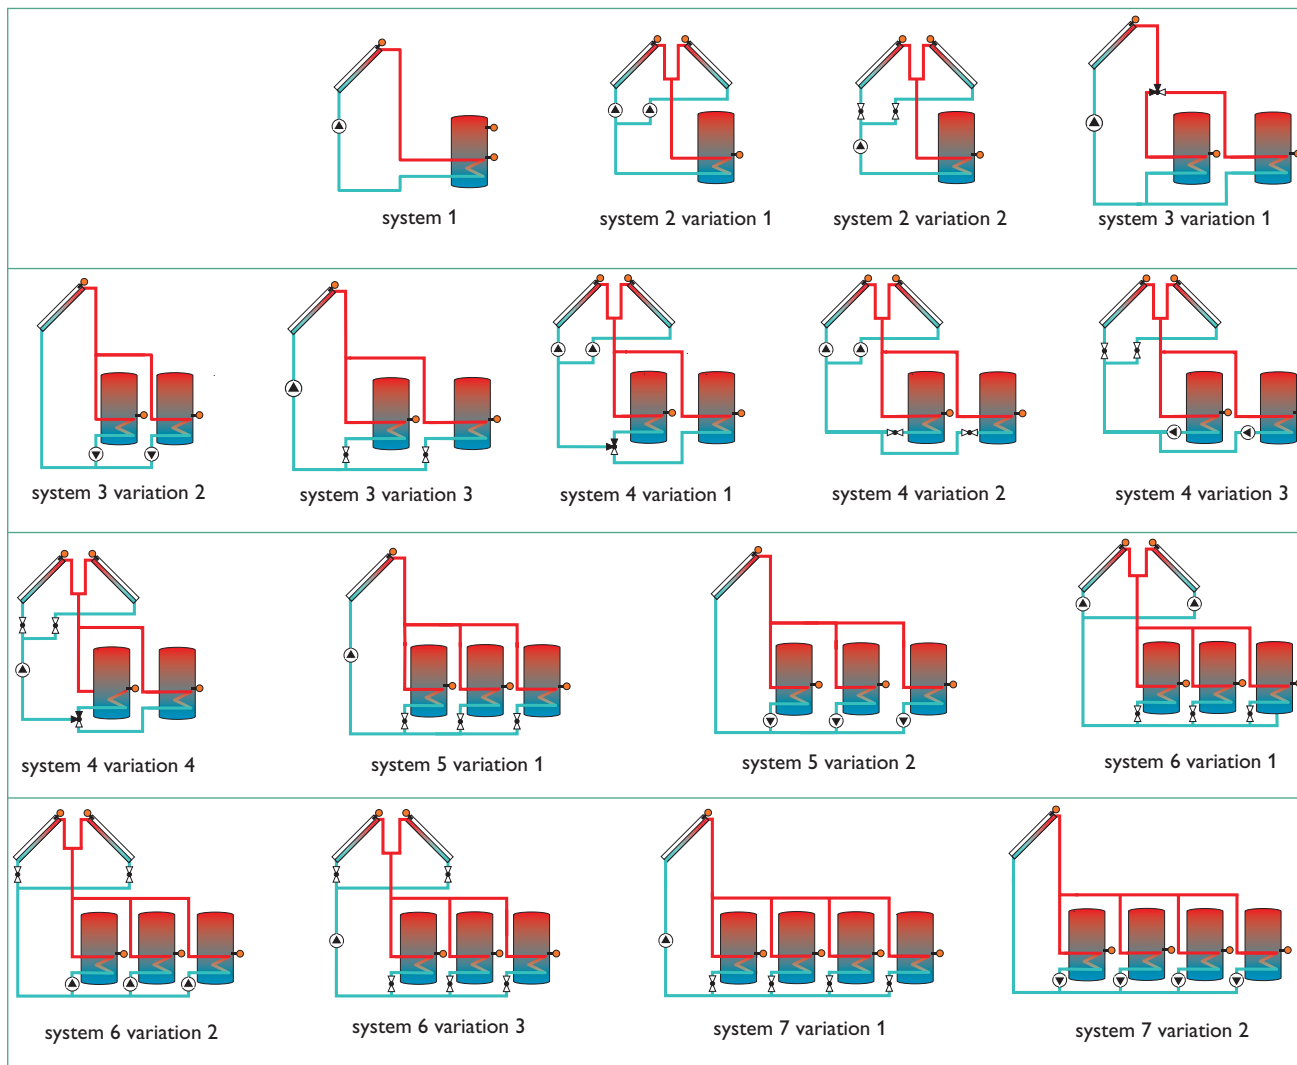 system 1
system 2 variation 1
system 2 variation 2
system 3 variation 1
system 3 variation 2
system 3 variation 3
system 4 variation 1
system 4 variation 2
system 4 variation 3
system 4 variation 4
system 5 variation 1
system 5 variation 2
system 6 variation 1
system 6 variation 2
system 6 variation 3
system 7 variation 1
system 7 variation 2